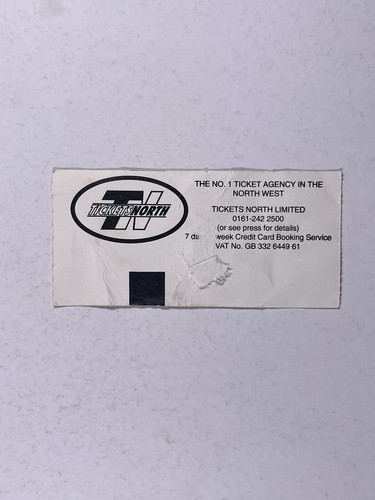 TN
TICKETS NORTH
THE NO. 1 TICKET AGENCY IN THE
NORTH WEST
TICKETS NORTH LIMITED
0161-242 2500
(or see press for details)
7 week Credit Card Booking Service
VAT No. GB 332 6449 61